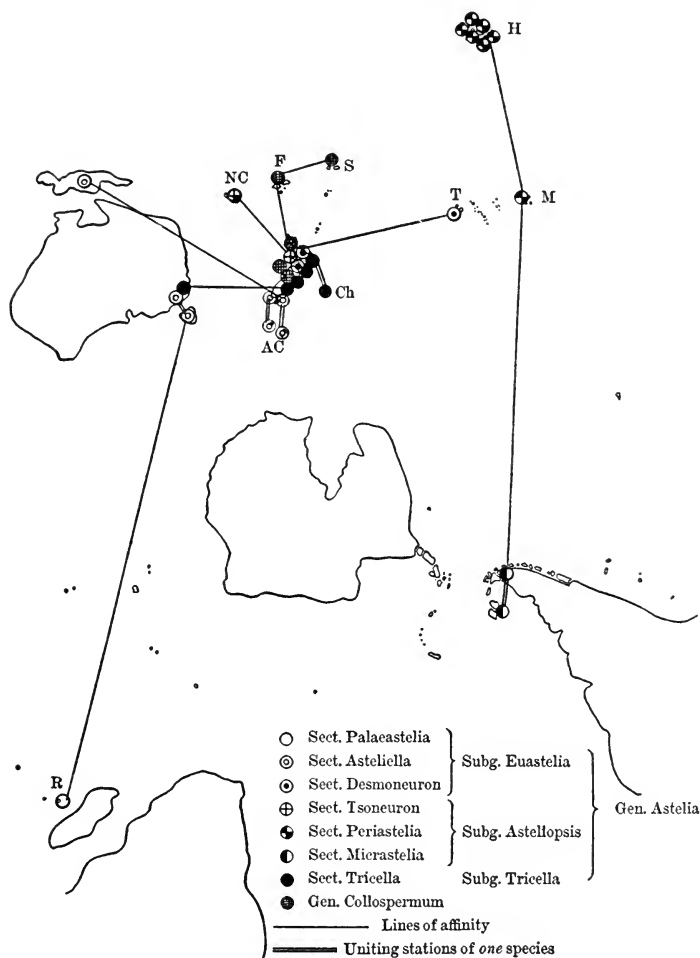 H
F
S
NC
T
M
Ch
AC
R
Sect. Palaeastelia
Sect. Asteliella
Subg. Euastelia
Sect. Desmoneuron
Sect. Isoneuron
Gen. Astelia
Sect. Periastelia
Subg. Asteliopsis
Sect. Micrastelia
Sect. Tricella
Subg. Tricella
Gen. Collospermum
Lines of affinity
Uniting stations of one species